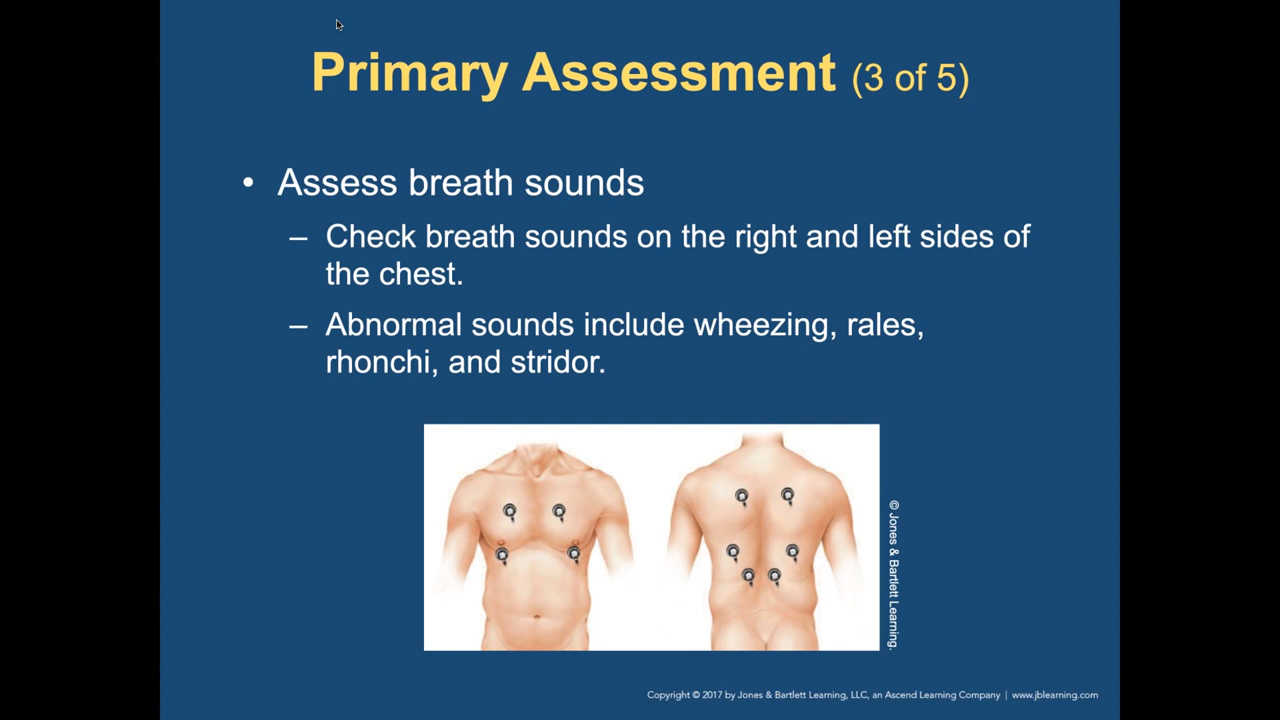 Primary Assessment (3 of 5)
• Assess breath sounds
– Check breath sounds on the right and left sides of
the chest.
– Abnormal sounds include wheezing, rales,
rhonchi, and stridor.
© Jones & Bartlett Learning.
Copyright © 2017 by Jones & Bartlett Learning, LLC, an Ascend Learning Company | www.jblearning.com